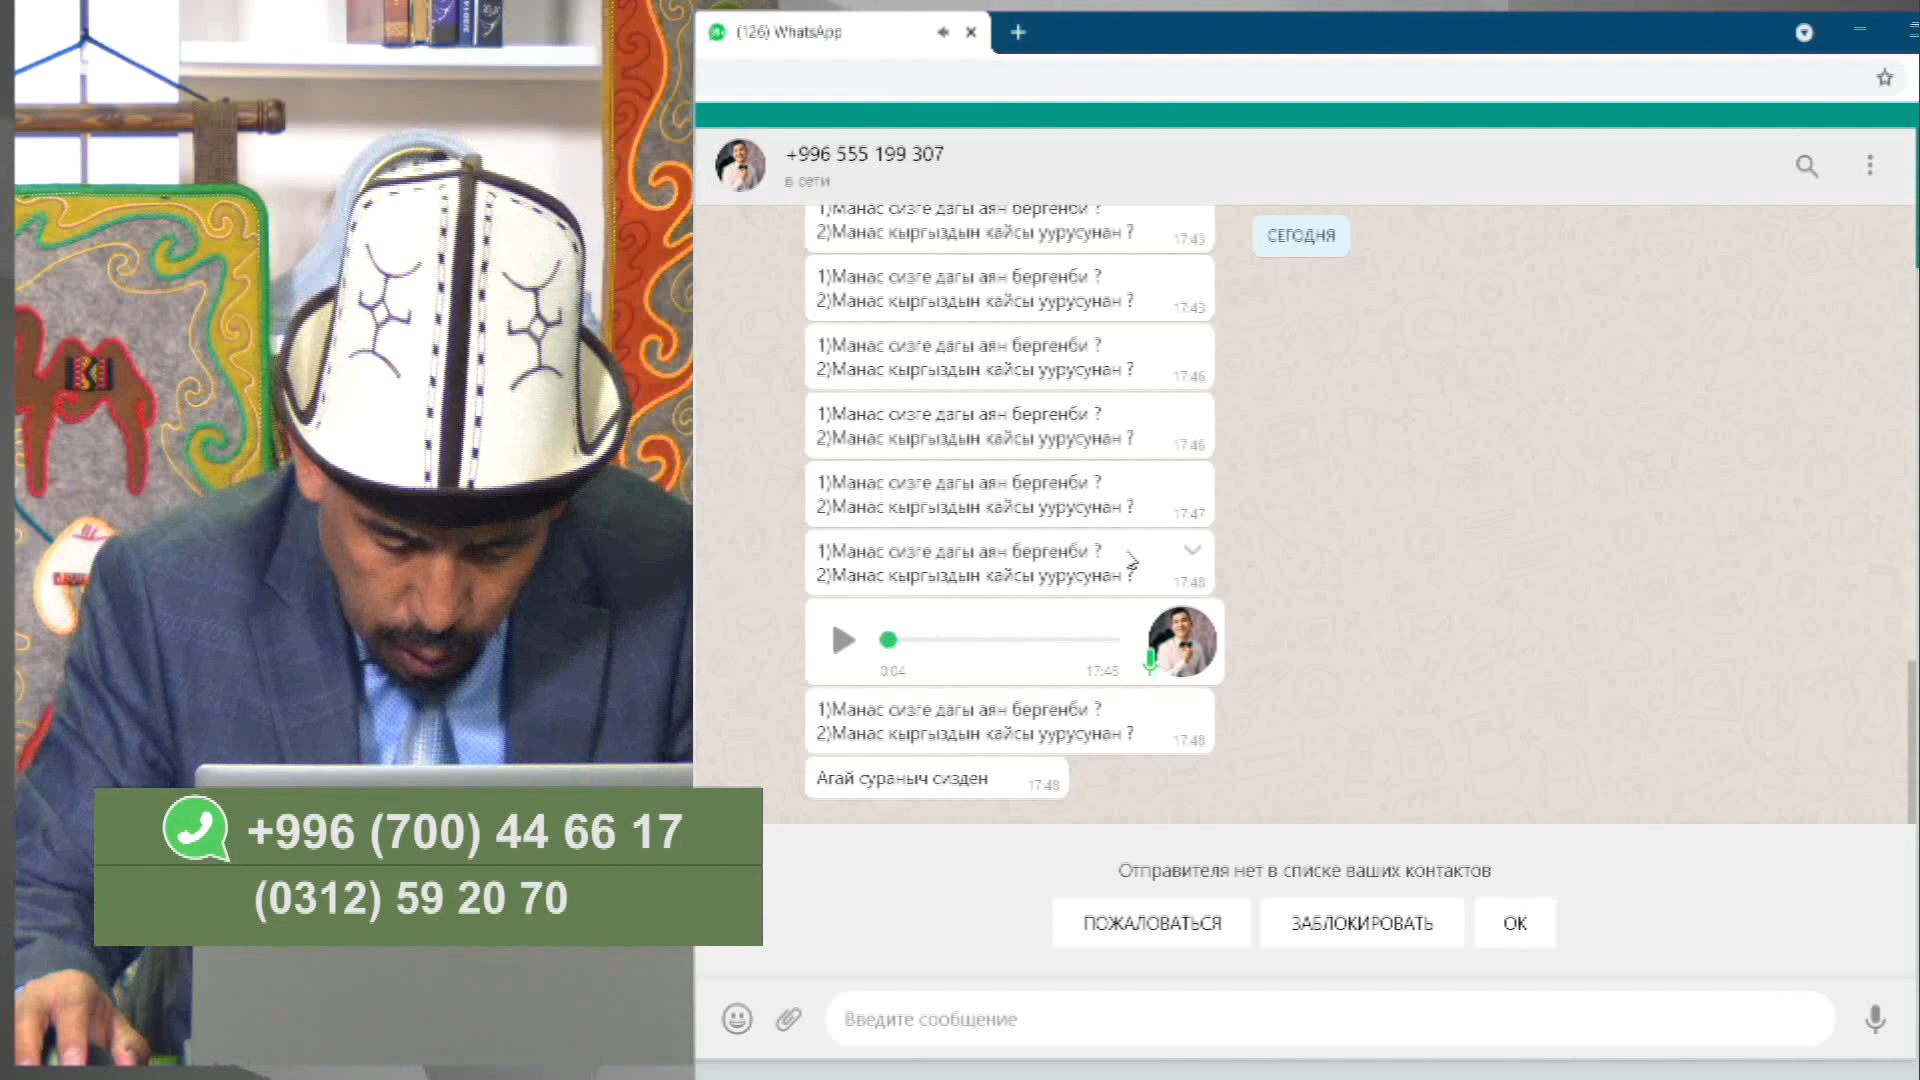 (126) WhatsApp
+996 555 199 307
в сети
1)Манас сизге дагы аян бергенби ?
2)Манас кыргыздын кайсы уурусунан ?
17:43
СЕГОДНЯ
1)Манас сизге дагы аян бергенби ?
2)Манас кыргыздын кайсы уурусунан ?
17:43
1)Манас сизге дагы аян бергенби ?
2)Манас кыргыздын кайсы уурусунан ?
17:46
1)Манас сизге дагы аян бергенби ?
2)Манас кыргыздын кайсы уурусунан ?
17:46
1)Манас сизге дагы аян бергенби ?
2)Манас кыргыздын кайсы уурусунан ?
17:47
1)Манас сизге дагы аян бергенби ?
2)Манас кыргыздын кайсы уурусунан ?
17:48
0:04
17:48
1)Манас сизге дагы аян бергенби ?
2)Манас кыргыздын кайсы уурусунан ?
17:48
Агай сураныч сизден
17:48
+996 (700) 44 66 17
(0312) 59 20 70
Отправителя нет в списке ваших контактов
ПОЖАЛОВАТЬСЯ
ЗАБЛОКИРОВАТЬ
ОК
Введите сообщение